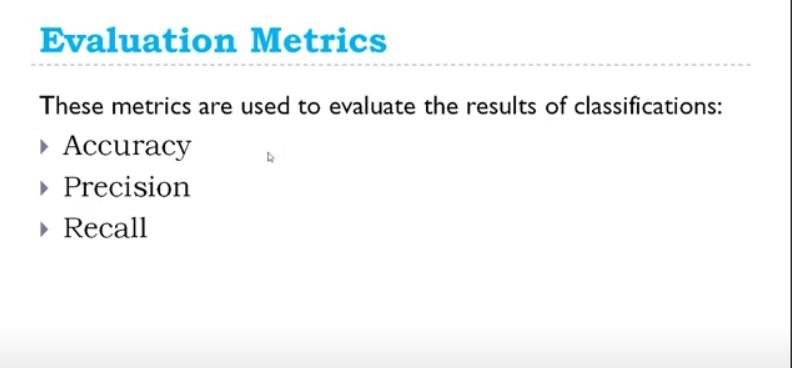 Evaluation Metrics
These metrics are used to evaluate the results of classifications:
Accuracy
Precision
Recall